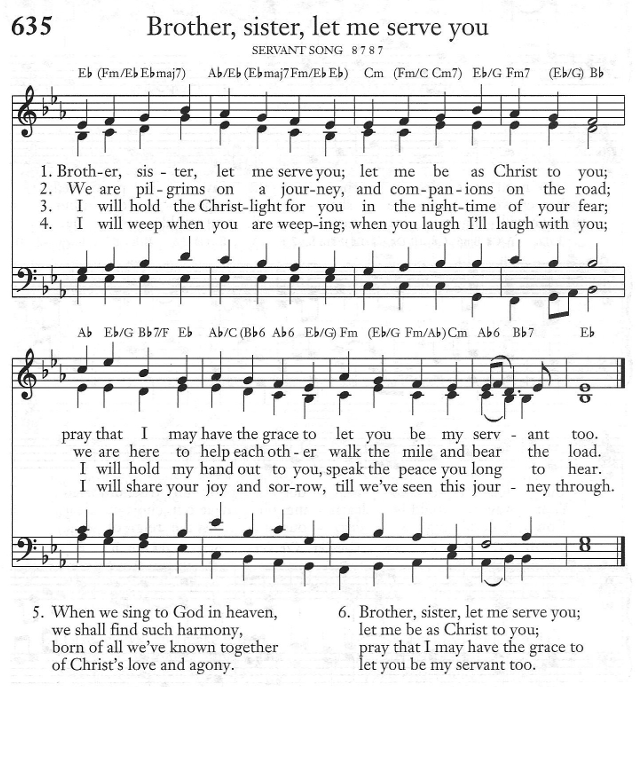 635 Brother, sister, let me serve you
SERVANT SONG 8 7 8 7
E♭ (Fm/E♭ E♭maj7) A♭/E♭ (E♭maj7 Fm/E♭ E♭) Cm (Fm/C Cm7) E♭/G Fm7 (E♭/G) B♭
1. Broth-er, sis - ter, let me serve you; let me be as Christ to you;
2. We are pil-grims on a jour-ney, and com-pan-ions on the road;
3. I will hold the Christ-light for you in the night-time of your fear;
4. I will weep when you are weep-ing; when you laugh I'll laugh with you;
A♭ E♭/G B♭7/F E♭ A♭/C (B♭6 A♭6 E♭/G) Fm (E♭/G Fm/A♭) Cm A♭6 B♭7 E♭
pray that I may have the grace to let you be my serv - ant too.
we are here to help each oth - er walk the mile and bear the load.
I will hold my hand out to you, speak the peace you long to hear.
I will share your joy and sor-row, till we've seen this jour - ney through.
5. When we sing to God in heaven,
we shall find such harmony,
born of all we've known together
of Christ's love and agony.
6. Brother, sister, let me serve you;
let me be as Christ to you;
pray that I may have the grace to
let you be my servant too.